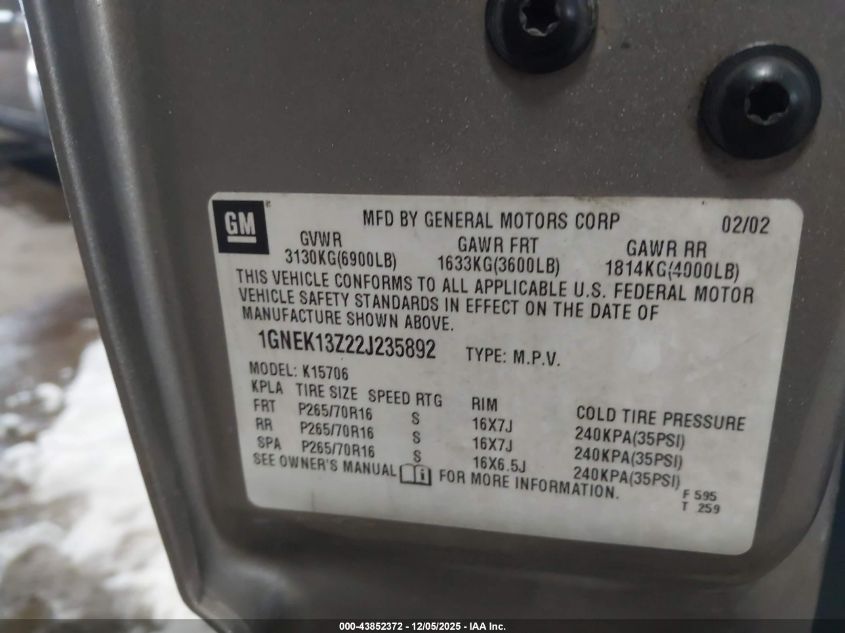 GM
MFD BY GENERAL MOTORS CORP 02/02
GVWR GAWR FRT GAWR RR
3130KG(6900LB) 1633KG(3600LB) 1814KG(4000LB)
THIS VEHICLE CONFORMS TO ALL APPLICABLE U.S. FEDERAL MOTOR
VEHICLE SAFETY STANDARDS IN EFFECT ON THE DATE OF
MANUFACTURE SHOWN ABOVE.
1GNEK13Z22J235892 TYPE: M.P.V.
MODEL: K15706
KPLA TIRE SIZE SPEED RTG RIM COLD TIRE PRESSURE
FRT P265/70R16 S 16X7J 240KPA(35PSI)
RR P265/70R16 S 16X7J 240KPA(35PSI)
SPA P265/70R16 S 16X6.5J 240KPA(35PSI)
SEE OWNER'S MANUAL FOR MORE INFORMATION.
F 595
T 259
000-43852372 - 12/05/2025 - IAA Inc.